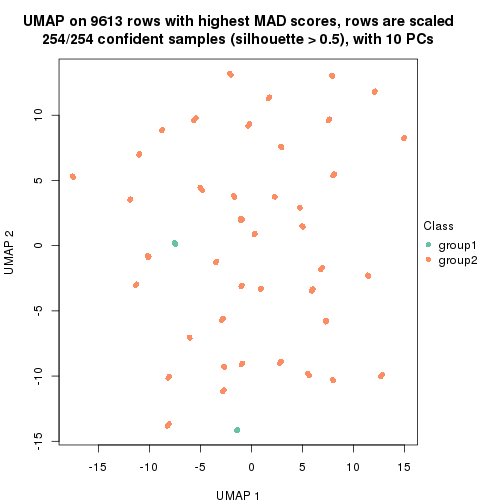 UMAP on 9613 rows with highest MAD scores, rows are scaled
254/254 confident samples (silhouette > 0.5), with 10 PCs
10
5
0
-5
-10
-15
UMAP 2
Class
group1
group2
-15 -10 -5 0 5 10 15
UMAP 1